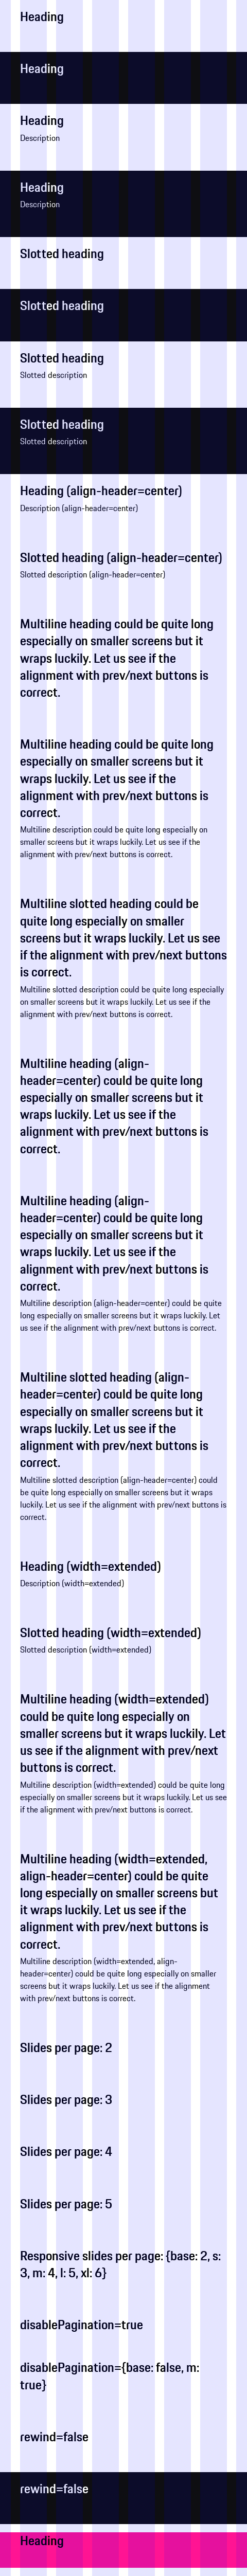 Heading
Heading
Heading
Description
Heading
Description
Slotted heading
Slotted heading
Slotted heading
Slotted description
Slotted heading
Slotted description
Heading (align-header=center)
Description (align-header=center)
Slotted heading (align-header=center)
Slotted description (align-header=center)
Multiline heading could be quite long
especially on smaller screens but it
wraps luckily. Let us see if the
alignment with prev/next buttons is
correct.
Multiline heading could be quite long
especially on smaller screens but it
wraps luckily. Let us see if the
alignment with prev/next buttons is
correct.
Multiline description could be quite long especially on
smaller screens but it wraps luckily. Let us see if the
alignment with prev/next buttons is correct.
Multiline slotted heading could be
quite long especially on smaller
screens but it wraps luckily. Let us see
if the alignment with prev/next buttons
is correct.
Multiline slotted description could be quite long especially
on smaller screens but it wraps luckily. Let us see if the
alignment with prev/next buttons is correct.
Multiline heading (align-
header=center) could be quite long
especially on smaller screens but it
wraps luckily. Let us see if the
alignment with prev/next buttons is
correct.
Multiline heading (align-
header=center) could be quite long
especially on smaller screens but it
wraps luckily. Let us see if the
alignment with prev/next buttons is
correct.
Multiline description (align-header=center) could be quite
long especially on smaller screens but it wraps luckily. Let
us see if the alignment with prev/next buttons is correct.
Multiline slotted heading (align-
header=center) could be quite long
especially on smaller screens but it
wraps luckily. Let us see if the
alignment with prev/next buttons is
correct.
Multiline slotted description (align-header=center) could
be quite long especially on smaller screens but it wraps
luckily. Let us see if the alignment with prev/next buttons is
correct.
Heading (width=extended)
Description (width=extended)
Slotted heading (width=extended)
Slotted description (width=extended)
Multiline heading (width=extended)
could be quite long especially on
smaller screens but it wraps luckily. Let
us see if the alignment with prev/next
buttons is correct.
Multiline description (width=extended) could be quite long
especially on smaller screens but it wraps luckily. Let us see
if the alignment with prev/next buttons is correct.
Multiline heading (width=extended,
align-header=center) could be quite
long especially on smaller screens but
it wraps luckily. Let us see if the
alignment with prev/next buttons is
correct.
Multiline description (width=extended, align-
header=center) could be quite long especially on smaller
screens but it wraps luckily. Let us see if the alignment
with prev/next buttons is correct.
Slides per page: 2
Slides per page: 3
Slides per page: 4
Slides per page: 5
Responsive slides per page: {base: 2, s:
3, m: 4, l: 5, xl: 6}
disablePagination=true
disablePagination={base: false, m:
true}
rewind=false
rewind=false
Heading